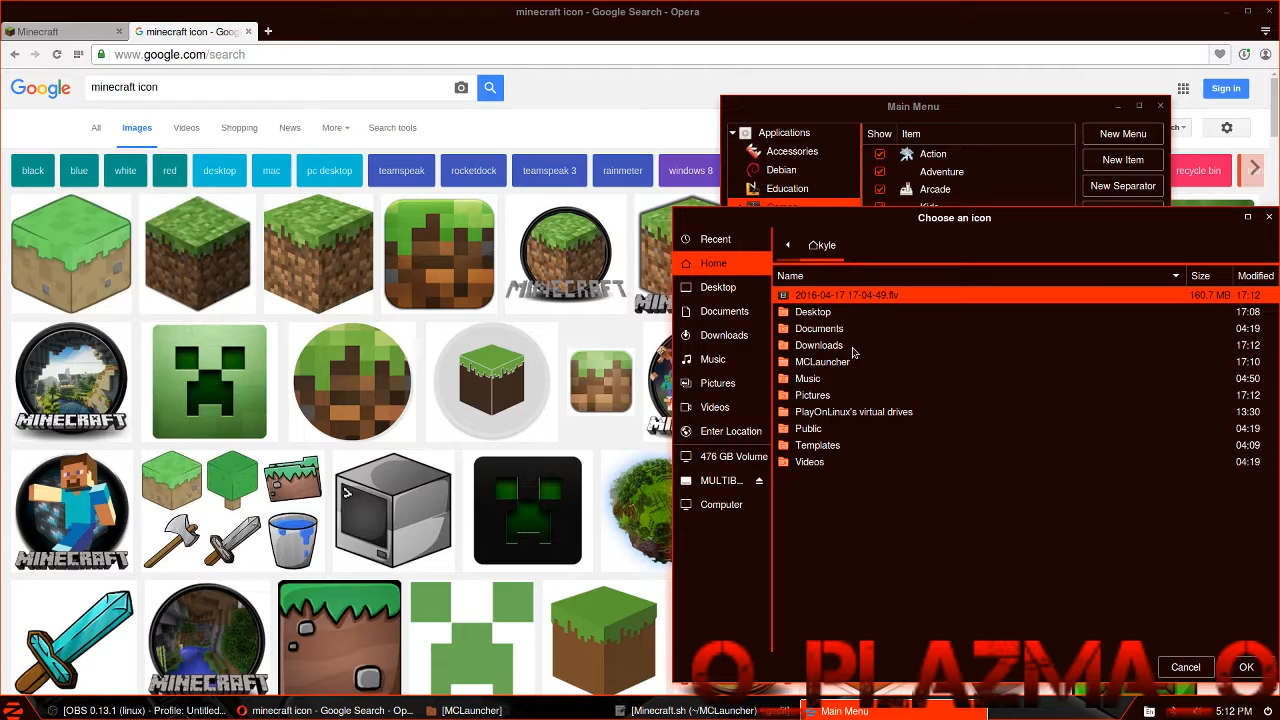 minecraft icon - Google Search - Opera
Minecraft
minecraft icon - Goog
www.google.com/search
Google
minecraft icon
Sign in
All
Images
Videos
Shopping
News
More
Search tools
black
blue
white
red
desktop
mac
pc desktop
teamspeak
rocketdock
teamspeak 3
rainmeter
windows 8
recycle bin
MINECRAFT
MINECRAFT
MINECRAFT
MINECRAFT
Main Menu
Applications
Accessories
Debian
Education
Show
Item
Action
Adventure
Arcade
New Menu
New Item
New Separator
Choose an icon
Recent
Home
Desktop
Documents
Downloads
Music
Pictures
Videos
Enter Location
476 GB Volume
MULTIB...
Computer
kyle
Name
Size
Modified
2016-04-17 17-04-49.flv 160.7 MB 17:12
Desktop 17:08
Documents 04:19
Downloads 17:12
MCLauncher 17:10
Music 04:50
Pictures 17:12
PlayOnLinux's virtual drives 13:30
Public 04:19
Templates 04:09
Videos 04:19
Cancel
OK
O PLAZMA O
[OBS 0.13.1 (linux) - Profile: Untitled...
minecraft icon - Google Search - Op...
[MCLauncher]
[Minecraft.sh (~/MCLauncher) - gedit]
Main Menu
En
5:12 PM